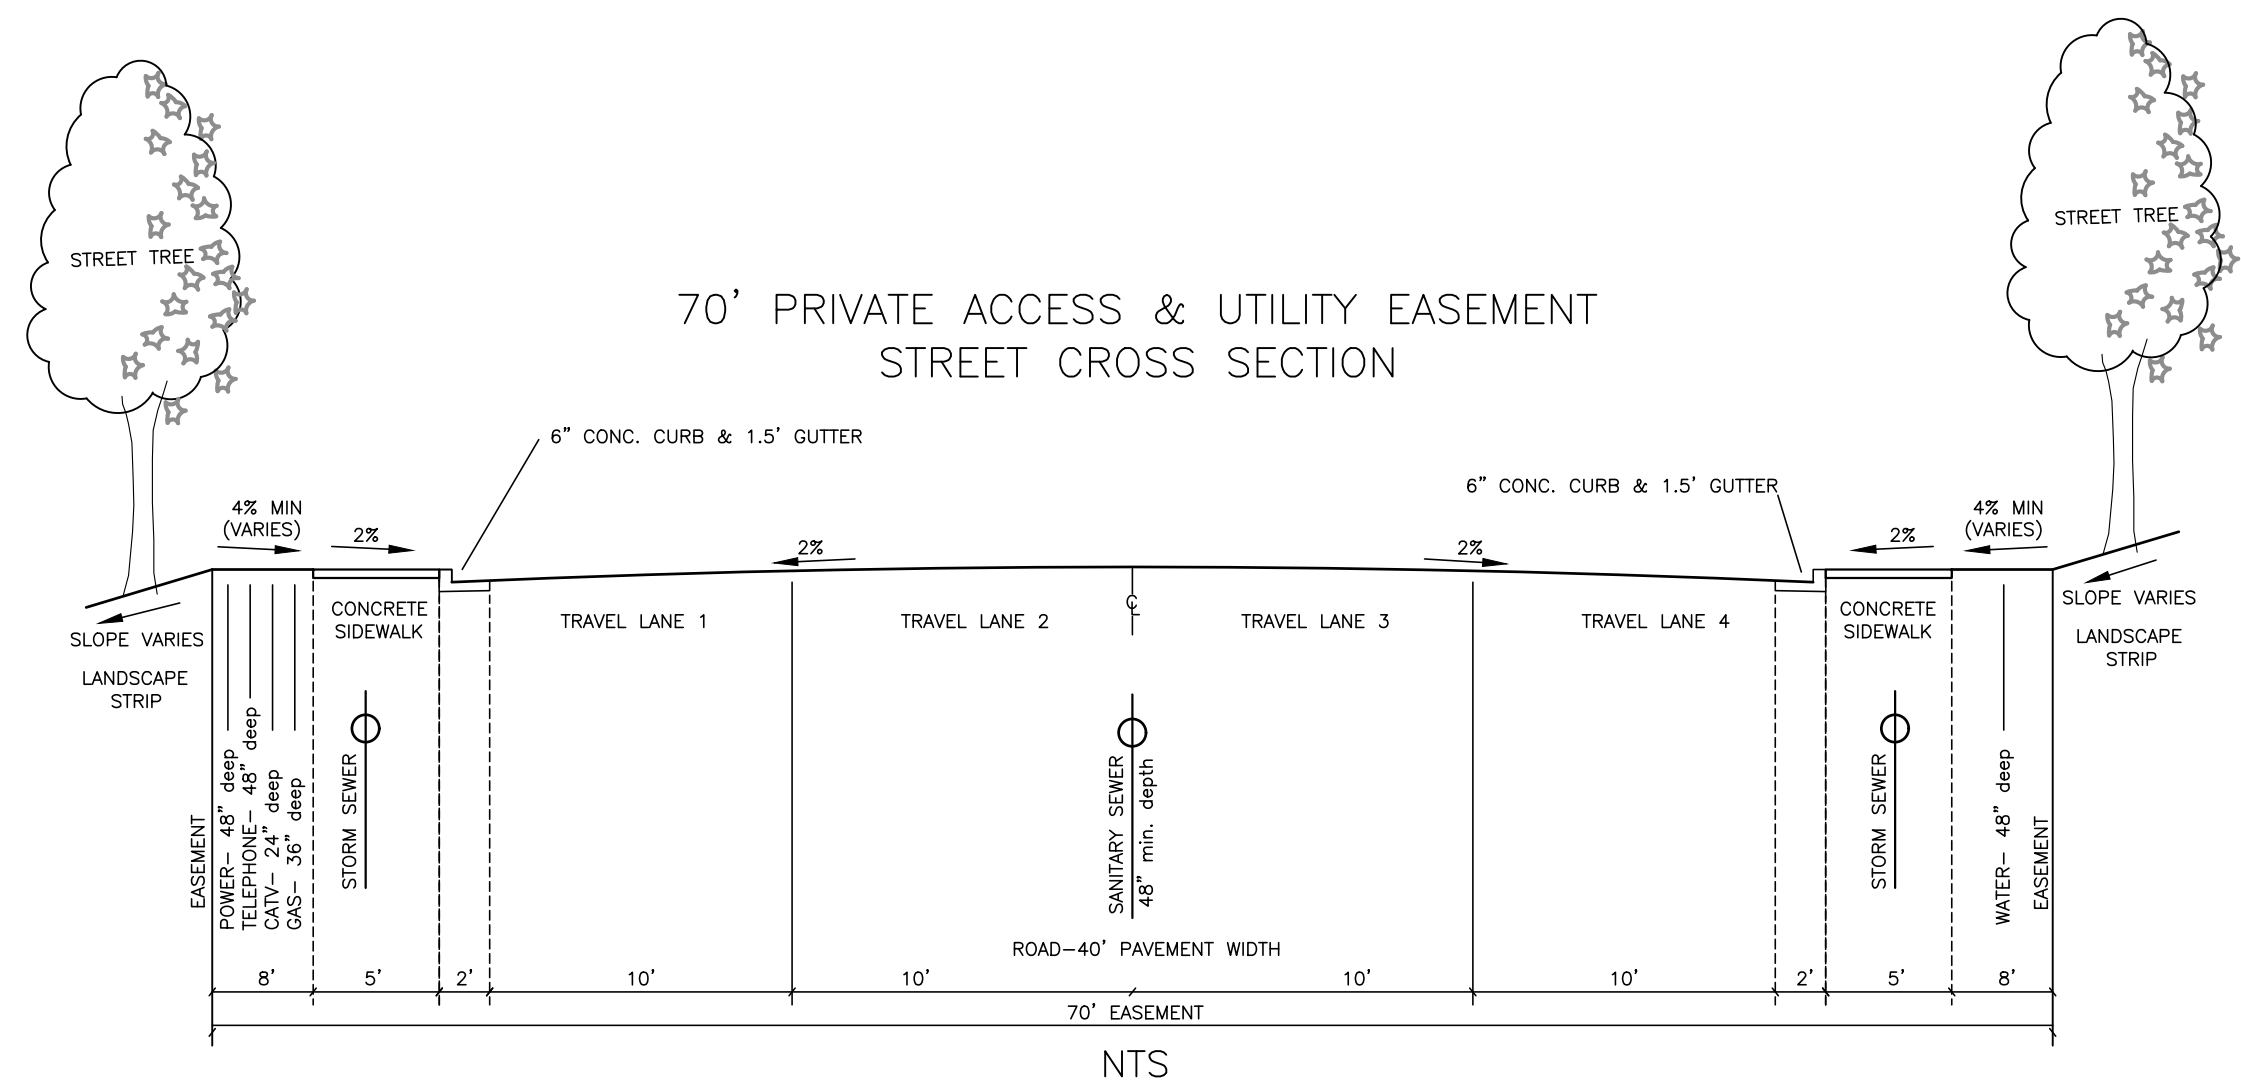 STREET TREE
STREET TREE
70' PRIVATE ACCESS & UTILITY EASEMENT
STREET CROSS SECTION
6" CONC. CURB & 1.5' GUTTER
6" CONC. CURB & 1.5' GUTTER
4% MIN
(VARIES)
2%
2%
2%
2%
4% MIN
(VARIES)
SLOPE VARIES
LANDSCAPE
STRIP
CONCRETE
SIDEWALK
TRAVEL LANE 1
TRAVEL LANE 2
CL
TRAVEL LANE 3
TRAVEL LANE 4
CONCRETE
SIDEWALK
SLOPE VARIES
LANDSCAPE
STRIP
EASEMENT
POWER- 48" deep
TELEPHONE- 48" deep
CATV- 24" deep
GAS- 36" deep
STORM SEWER
SANITARY SEWER
48" min. depth
STORM SEWER
WATER- 48" deep
EASEMENT
ROAD-40' PAVEMENT WIDTH
8'
5'
2'
10'
10'
10'
10'
2'
5'
8'
70' EASEMENT
NTS